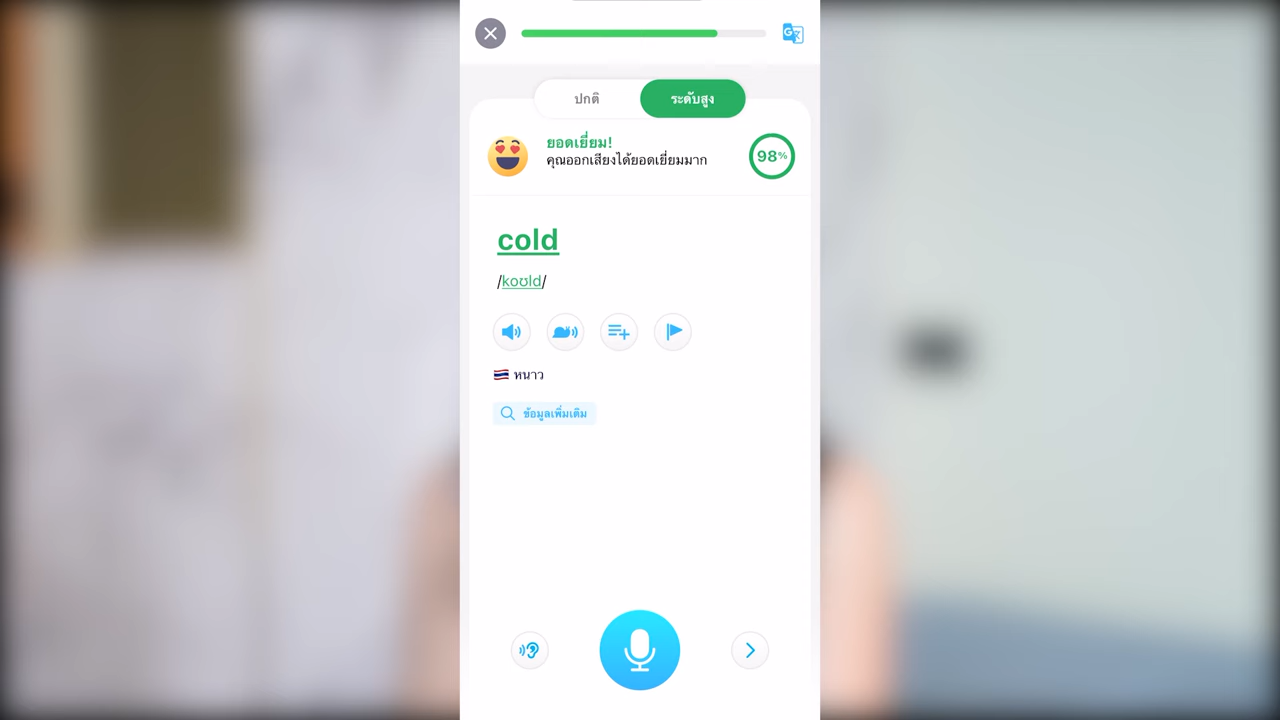 ปกติ ระดับสูง
ยอดเยี่ยม!
คุณออกเสียงได้ยอดเยี่ยมมาก
98%
cold
/koʊld/
หนาว
ข้อมูลเพิ่มเติม